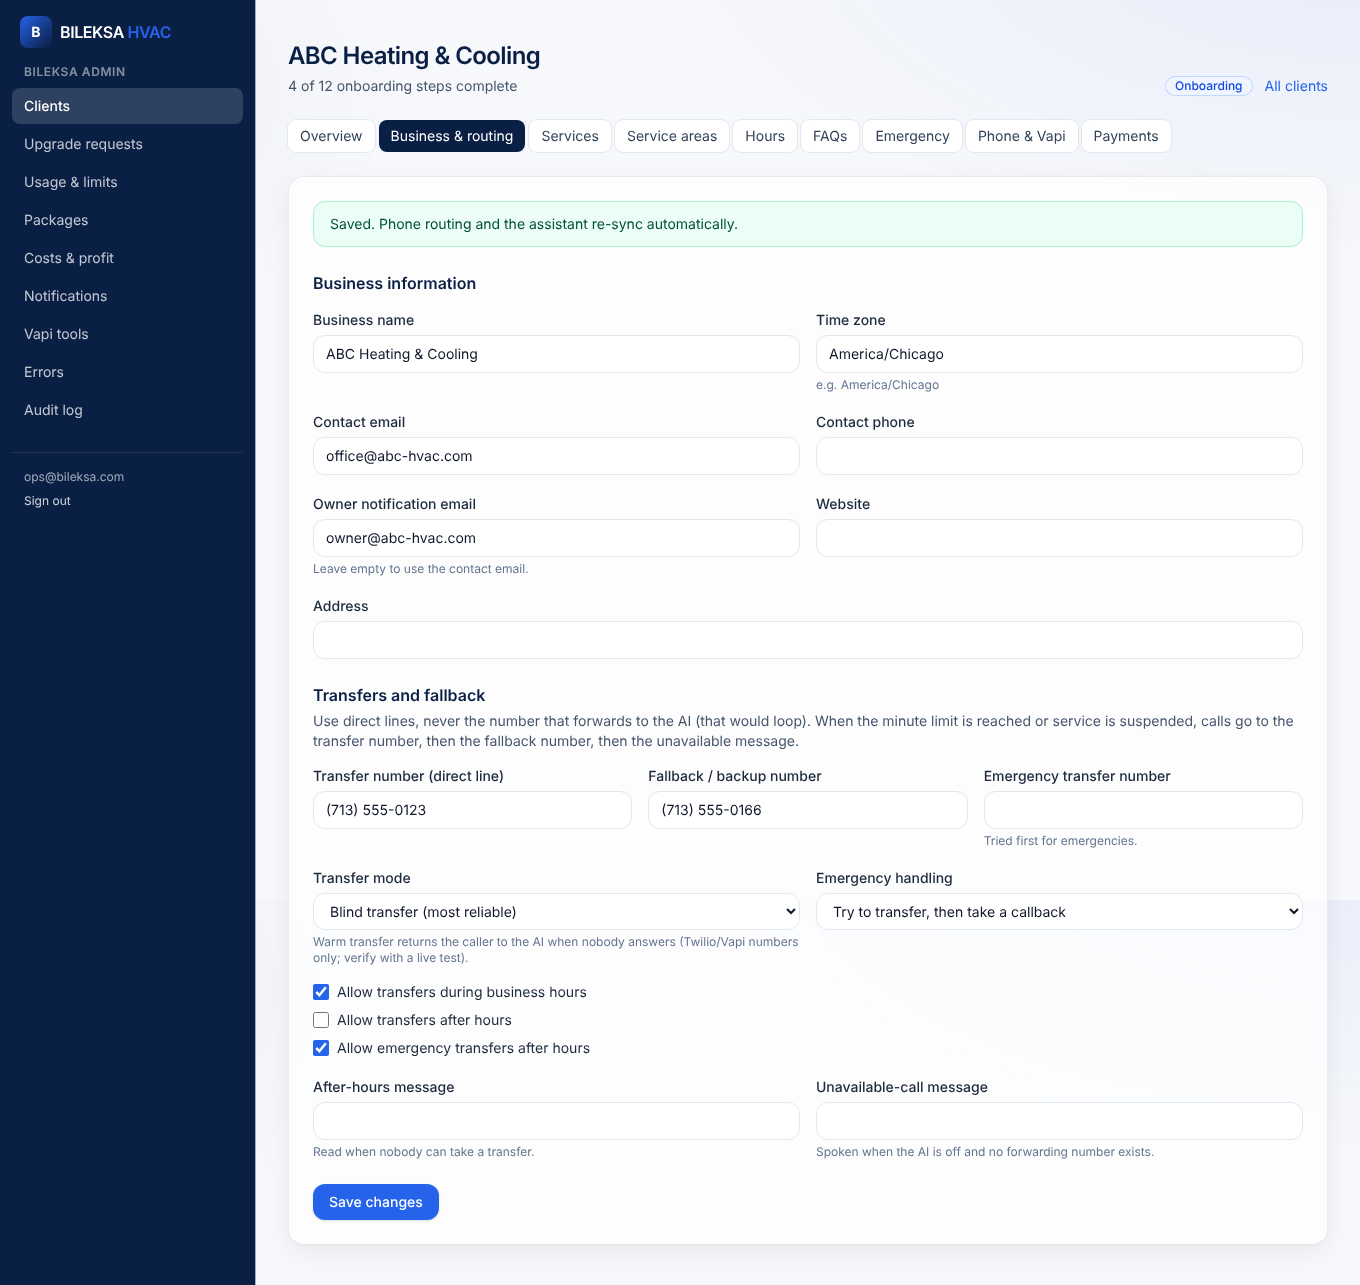 B BILEKSA HVAC
BILEKSA ADMIN
Clients
Upgrade requests
Usage & limits
Packages
Costs & profit
Notifications
Vapi tools
Errors
Audit log
ops@bileksa.com
Sign out
ABC Heating & Cooling
4 of 12 onboarding steps complete
Onboarding All clients
Overview Business & routing Services Service areas Hours FAQs Emergency Phone & Vapi Payments
Saved. Phone routing and the assistant re-sync automatically.
Business information
Business name Time zone
ABC Heating & Cooling America/Chicago
e.g. America/Chicago
Contact email Contact phone
office@abc-hvac.com
Owner notification email Website
owner@abc-hvac.com
Leave empty to use the contact email.
Address
Transfers and fallback
Use direct lines, never the number that forwards to the AI (that would loop). When the minute limit is reached or service is suspended, calls go to the
transfer number, then the fallback number, then the unavailable message.
Transfer number (direct line) Fallback / backup number Emergency transfer number
(713) 555-0123 (713) 555-0166
Tried first for emergencies.
Transfer mode Emergency handling
Blind transfer (most reliable) Try to transfer, then take a callback
Warm transfer returns the caller to the AI when nobody answers (Twilio/Vapi numbers
only; verify with a live test).
Allow transfers during business hours
Allow transfers after hours
Allow emergency transfers after hours
After-hours message Unavailable-call message
Read when nobody can take a transfer. Spoken when the AI is off and no forwarding number exists.
Save changes